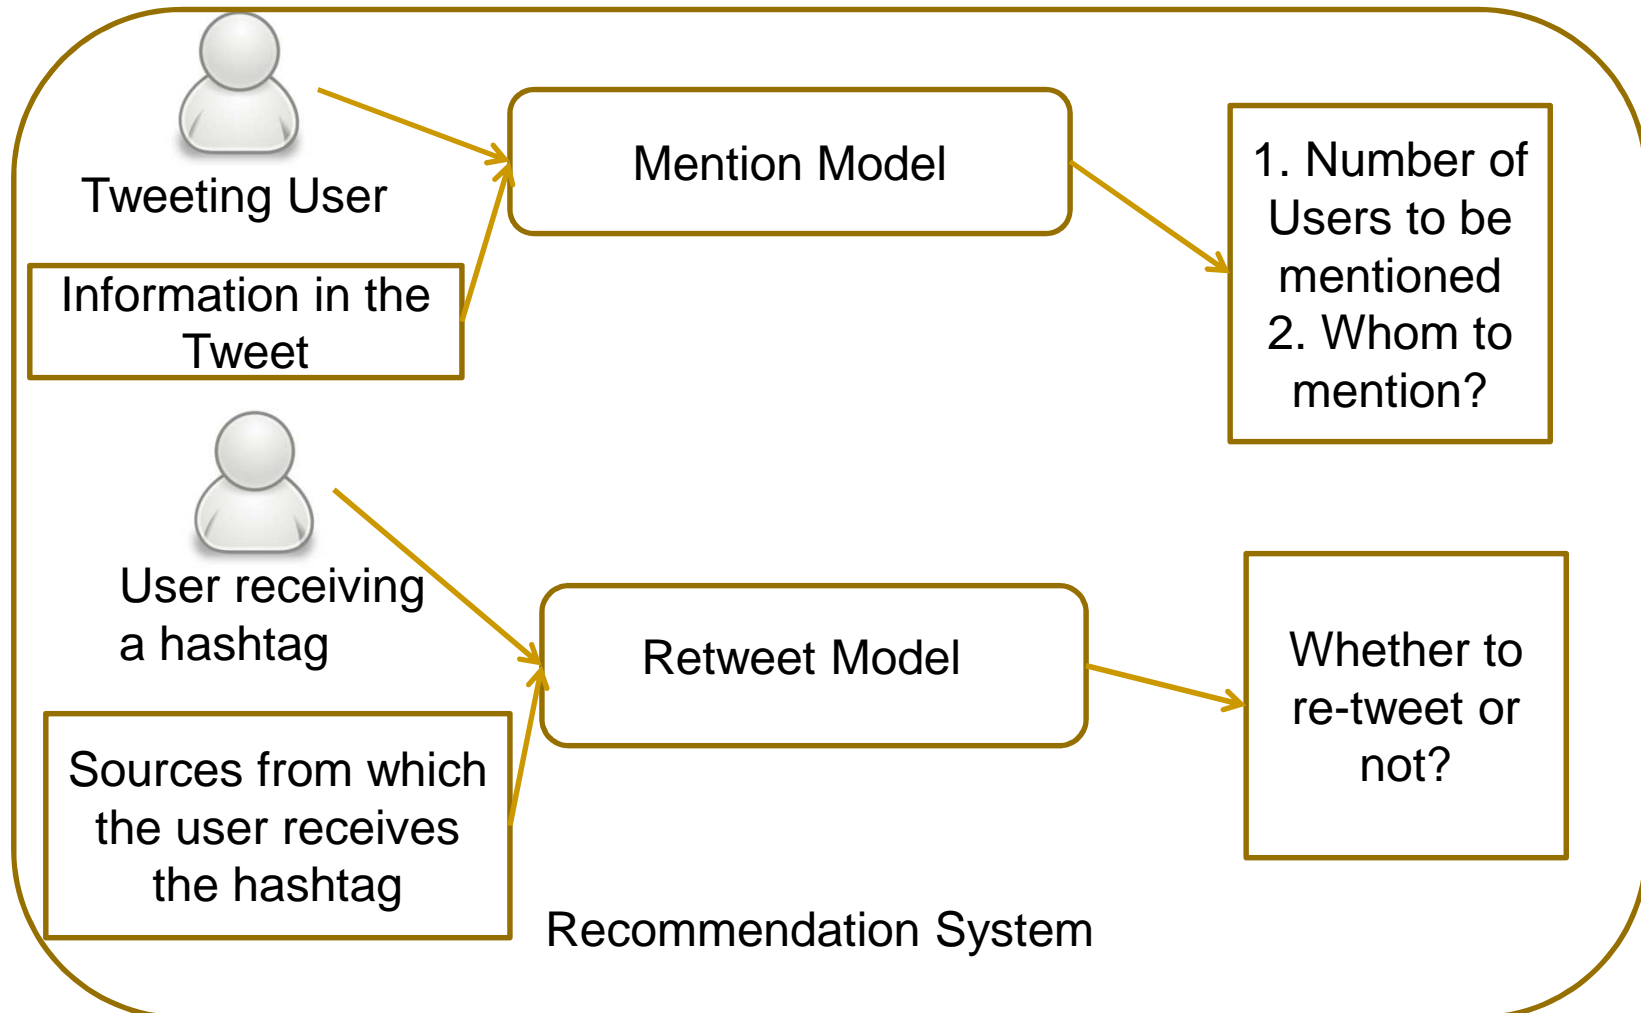 Tweeting User
Information in the
Tweet
Mention Model
1. Number of
Users to be
mentioned
2. Whom to
mention?
User receiving
a hashtag
Sources from which
the user receives
the hashtag
Retweet Model
Whether to
re-tweet or
not?
Recommendation System